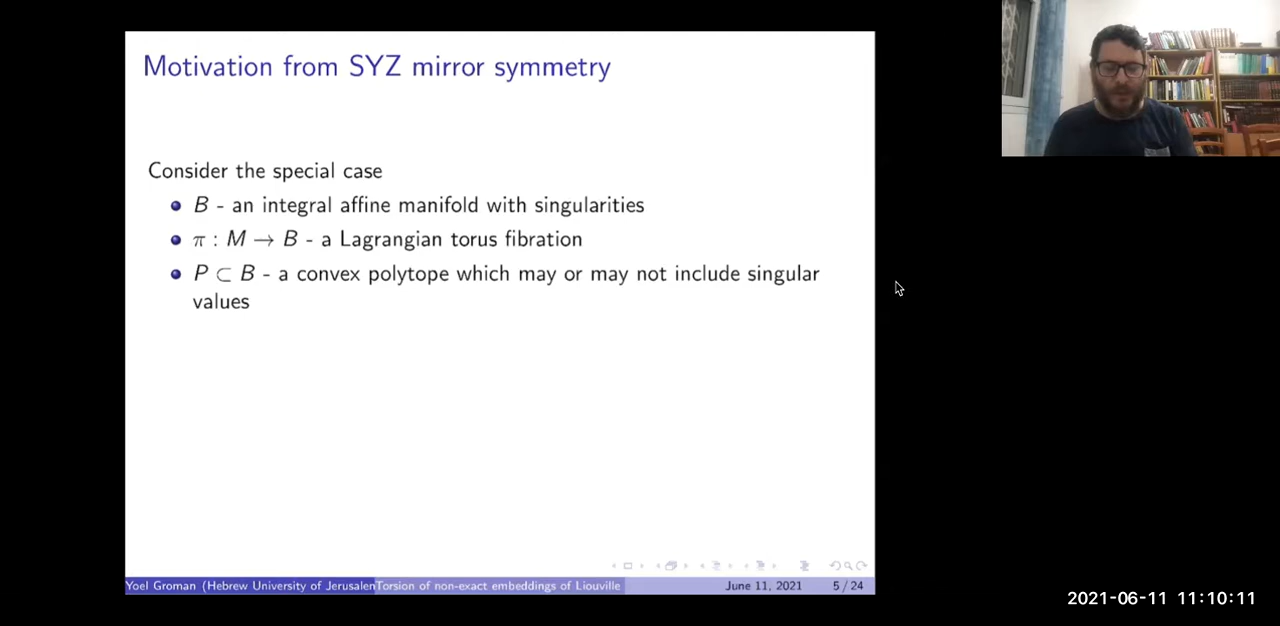 Motivation from SYZ mirror symmetry
Consider the special case
B - an integral affine manifold with singularities
π : M → B - a Lagrangian torus fibration
P ⊂ B - a convex polytope which may or may not include singular
values
Yoel Groman (Hebrew University of Jerusalen Torsion of non-exact embeddings of Liouville June 11, 2021 5 / 24
2021-06-11 11:10:11